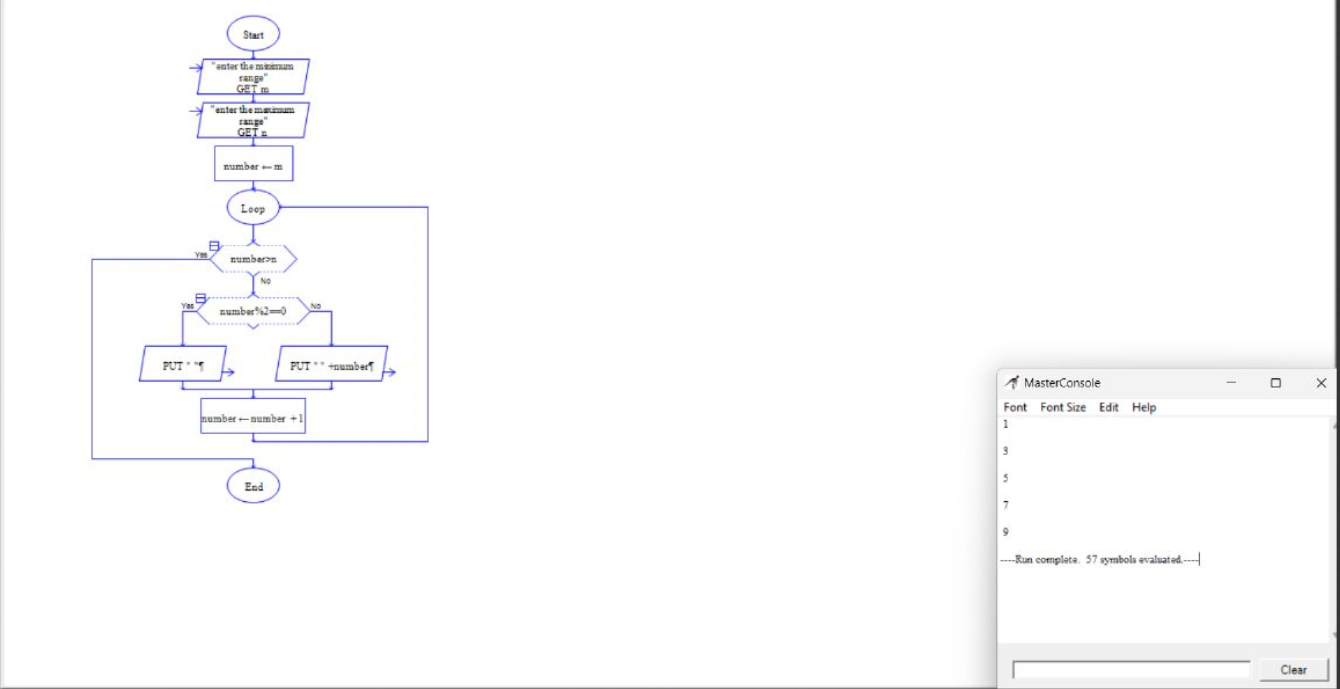 Start
"enter the minimum
range"
GET m
"enter the maximum
range"
GET n
number ← m
Loop
Yes
number>n
No
Yes
number%2==0
No
PUT " "¶
PUT " " +number¶
number ← number +1
End
MasterConsole
Font Font Size Edit Help
1
3
5
7
9
----Run complete. 57 symbols evaluated.----
Clear